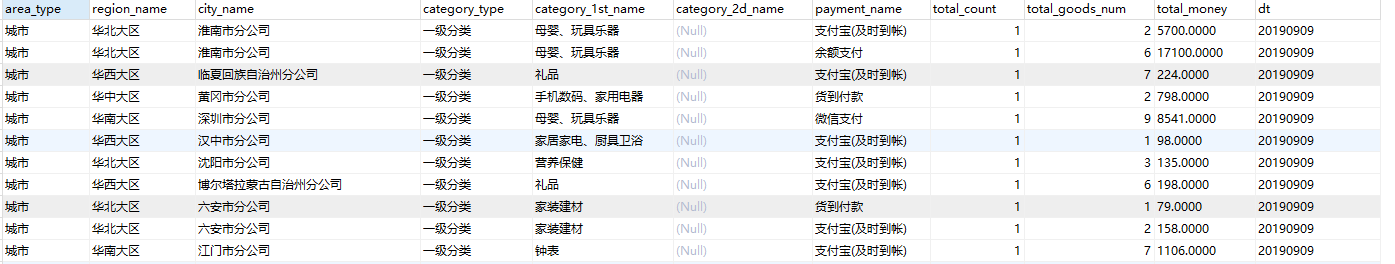 area_type region_name city_name category_type category_1st_name category_2d_name payment_name total_count total_goods_num total_money dt
城市 华北大区 淮南市分公司 一级分类 母婴、玩具乐器 (Null) 支付宝(及时到帐) 1 2 5700.0000 20190909
城市 华北大区 淮南市分公司 一级分类 母婴、玩具乐器 (Null) 余额支付 1 6 17100.0000 20190909
城市 华西大区 临夏回族自治州分公司 一级分类 礼品 (Null) 支付宝(及时到帐) 1 7 224.0000 20190909
城市 华中大区 黄冈市分公司 一级分类 手机数码、家用电器 (Null) 货到付款 1 2 798.0000 20190909
城市 华南大区 深圳市分公司 一级分类 母婴、玩具乐器 (Null) 微信支付 1 9 8541.0000 20190909
城市 华西大区 汉中市分公司 一级分类 家居家电、厨具卫浴 (Null) 支付宝(及时到帐) 1 1 98.0000 20190909
城市 华北大区 沈阳市分公司 一级分类 营养保健 (Null) 支付宝(及时到帐) 1 3 135.0000 20190909
城市 华西大区 博尔塔拉蒙古自治州分公司 一级分类 礼品 (Null) 支付宝(及时到帐) 1 6 198.0000 20190909
城市 华北大区 六安市分公司 一级分类 家装建材 (Null) 货到付款 1 1 79.0000 20190909
城市 华北大区 六安市分公司 一级分类 家装建材 (Null) 支付宝(及时到帐) 1 2 158.0000 20190909
城市 华南大区 江门市分公司 一级分类 钟表 (Null) 支付宝(及时到帐) 1 7 1106.0000 20190909